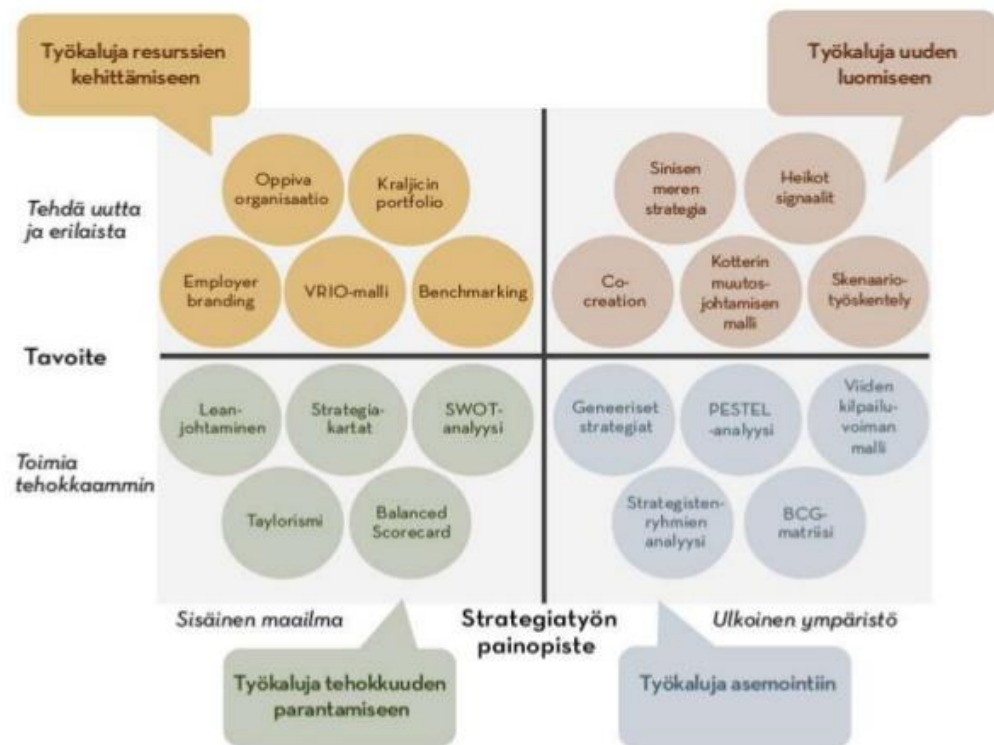 Työkaluja resurssien
kehittämiseen
Työkaluja uuden
luomiseen
Tehdä uutta
ja erilaista
Oppiva
organisaatio
Kraljicin
portfolio
Employer
branding
VRIO-malli
Benchmarking
Sinisen
meren
strategia
Heikot
signaalit
Co-
creation
Kotterin
muutos-
johtamisen
malli
Skenaario-
työskentely
Tavoite
Toimia
tehokkaammin
Lean-
johtaminen
Strategia-
kartat
SWOT-
analyysi
Taylorismi
Balanced
Scorecard
Geneeriset
strategiat
PESTEL
-analyysi
Viiden
kilpailu-
voiman
malli
Strategisten-
ryhmien
analyysi
BCG-
matriisi
Sisäinen maailma
Strategiatyön
painopiste
Ulkoinen ympäristö
Työkaluja tehokkuuden
parantamiseen
Työkaluja asemointiin